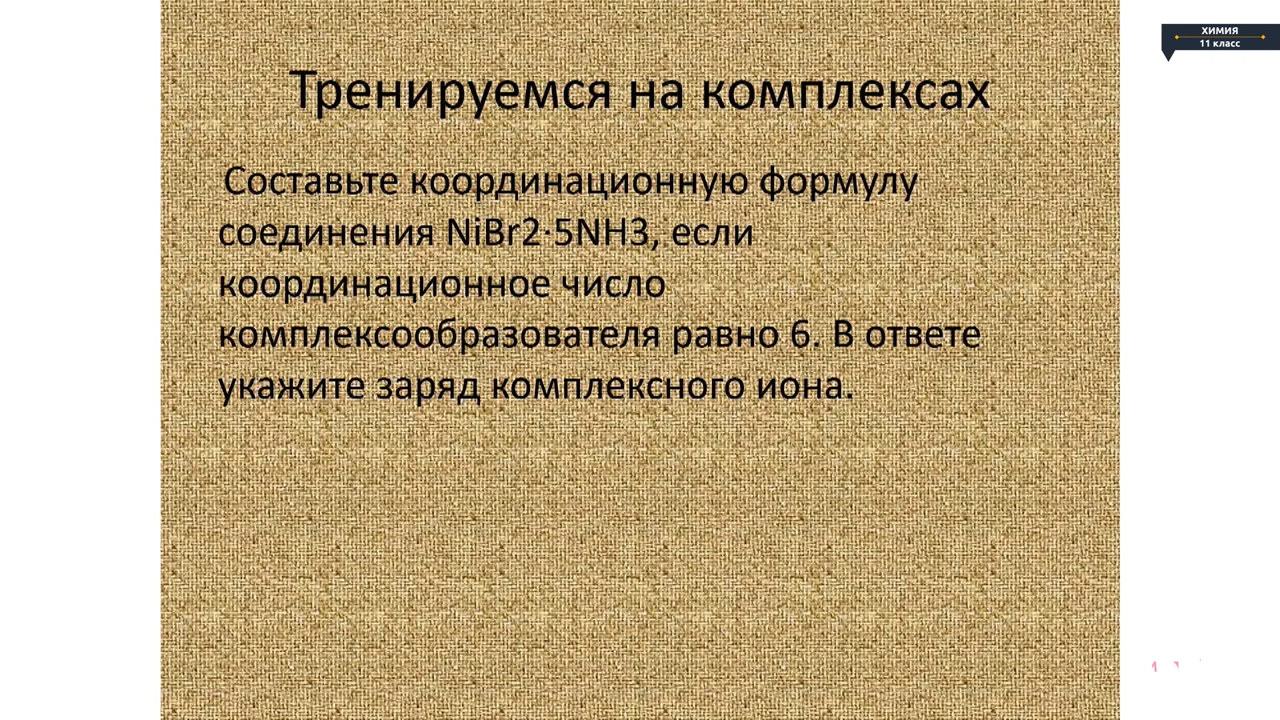 ХИМИЯ
11 класс
Тренируемся на комплексах
Составьте координационную формулу
соединения NiBr2·5NH3, если
координационное число
комплексообразователя равно 6. В ответе
укажите заряд комплексного иона.